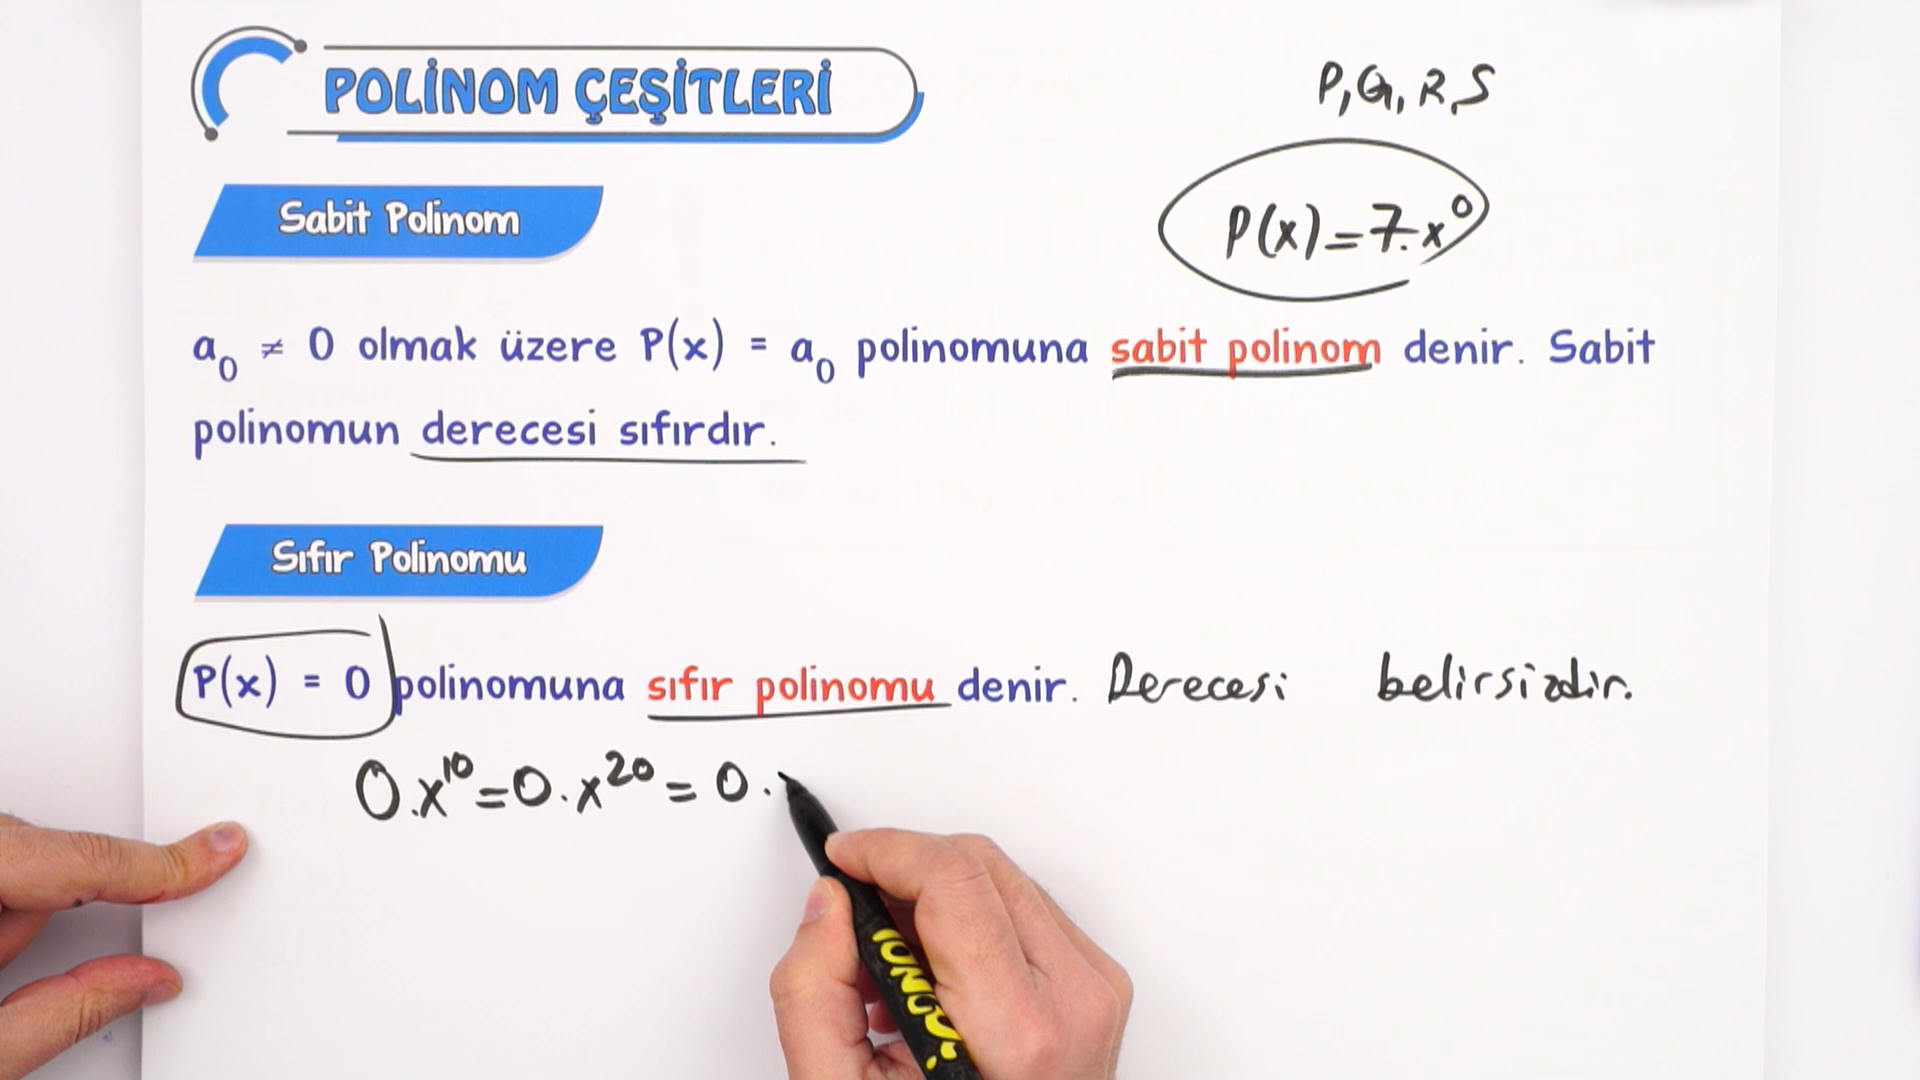 POLİNOM ÇEŞİTLERİ
P, Q, R, S
Sabit Polinom
P(x) = 7.x⁰
a₀ ≠ 0 olmak üzere P(x) = a₀ polinomuna sabit polinom denir. Sabit
polinomun derecesi sıfırdır.
Sıfır Polinomu
P(x) = 0 polinomuna sıfır polinomu denir. Derecesi belirsizdir.
0.x¹⁰ = 0.x²⁰ = 0.